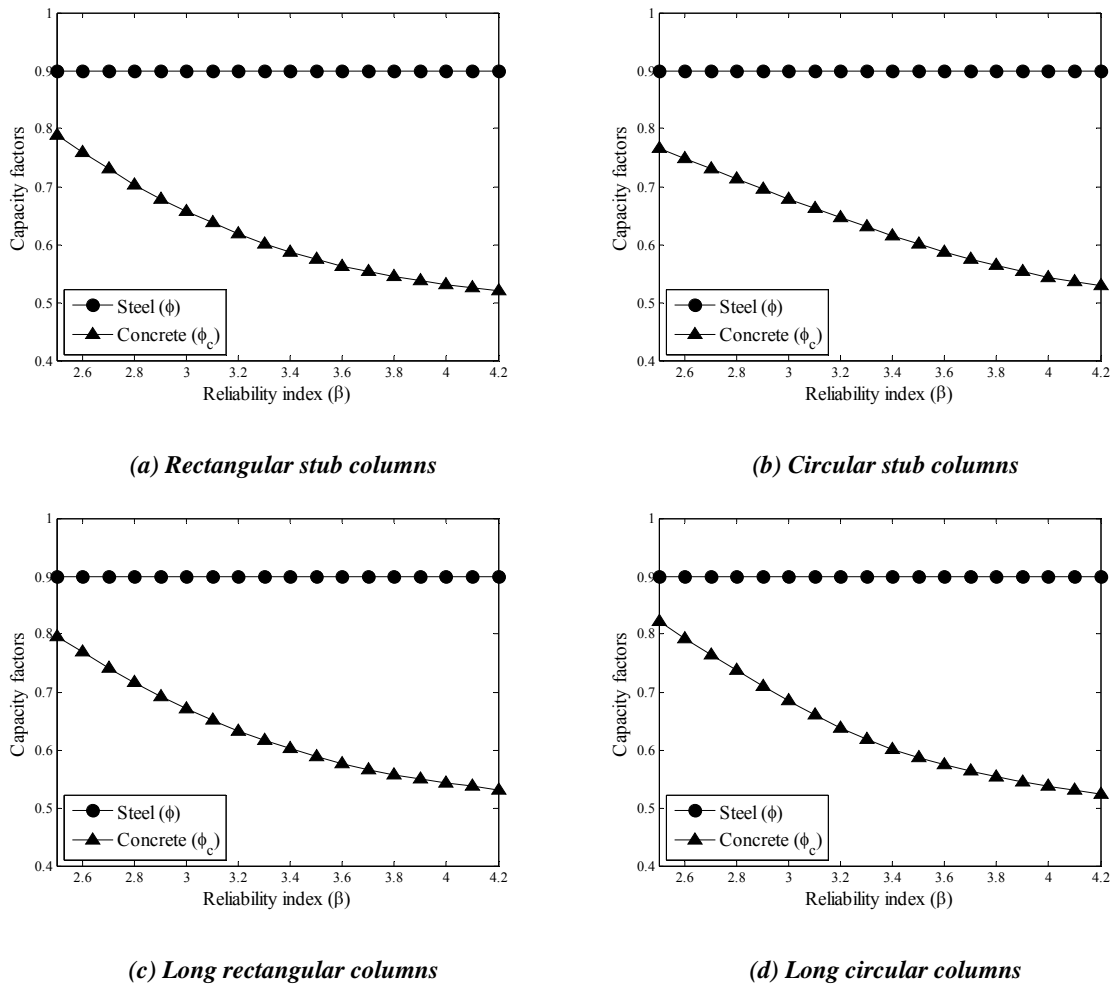 1
0.9
0.8
0.7
0.6
0.5
0.4
Capacity factors
Steel (ϕ)
Concrete (ϕc)
2.6 2.8 3 3.2 3.4 3.6 3.8 4 4.2
Reliability index (β)
(a) Rectangular stub columns
1
0.9
0.8
0.7
0.6
0.5
0.4
Capacity factors
Steel (ϕ)
Concrete (ϕc)
2.6 2.8 3 3.2 3.4 3.6 3.8 4 4.2
Reliability index (β)
(b) Circular stub columns
1
0.9
0.8
0.7
0.6
0.5
0.4
Capacity factors
Steel (ϕ)
Concrete (ϕc)
2.6 2.8 3 3.2 3.4 3.6 3.8 4 4.2
Reliability index (β)
(c) Long rectangular columns
1
0.9
0.8
0.7
0.6
0.5
0.4
Capacity factors
Steel (ϕ)
Concrete (ϕc)
2.6 2.8 3 3.2 3.4 3.6 3.8 4 4.2
Reliability index (β)
(d) Long circular columns